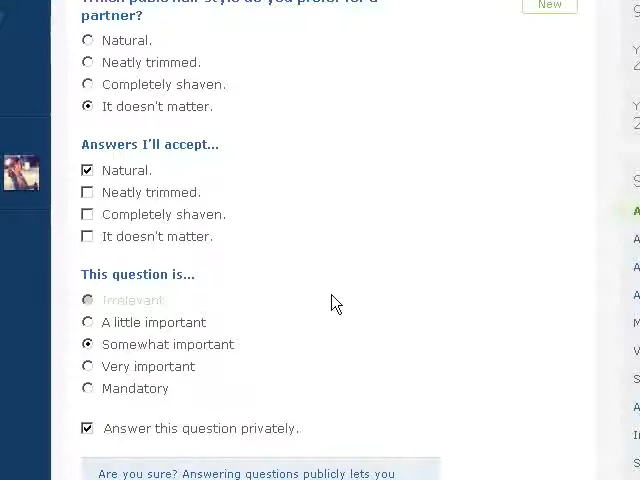 Which pubic hair style do you prefer for a
partner?
New
Natural.
Neatly trimmed.
Completely shaven.
It doesn't matter.
Answers I'll accept...
Natural.
Neatly trimmed.
Completely shaven.
It doesn't matter.
This question is...
Irrelevant
A little important
Somewhat important
Very important
Mandatory
Answer this question privately.
Are you sure? Answering questions publicly lets you